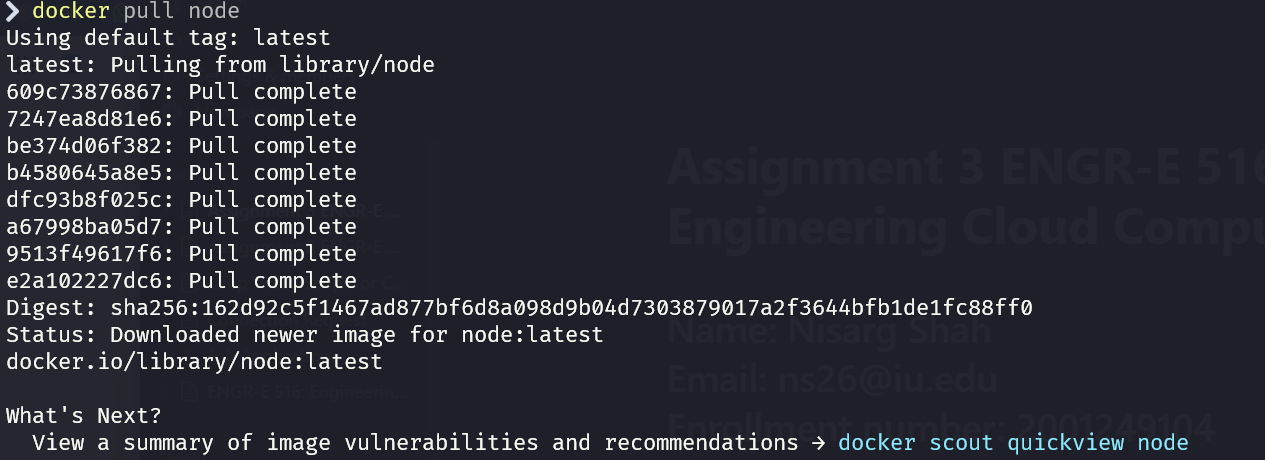 ❯ docker pull node
Using default tag: latest
latest: Pulling from library/node
609c73876867: Pull complete
7247ea8d81e6: Pull complete
be374d06f382: Pull complete
b4580645a8e5: Pull complete
dfc93b8f025c: Pull complete
a67998ba05d7: Pull complete
9513f49617f6: Pull complete
e2a102227dc6: Pull complete
Digest: sha256:162d92c5f1467ad877bf6d8a098d9b04d7303879017a2f3644bfb1de1fc88ff0
Status: Downloaded newer image for node:latest
docker.io/library/node:latest
What's Next?
View a summary of image vulnerabilities and recommendations → docker scout quickview node
Assignment 3 ENGR-E 516
Engineering Cloud Compu
Name: Nisarg Shah
Email: ns26@iu.edu
Enrollment number: 2001249104
ENGR-E 516: Engineerin...